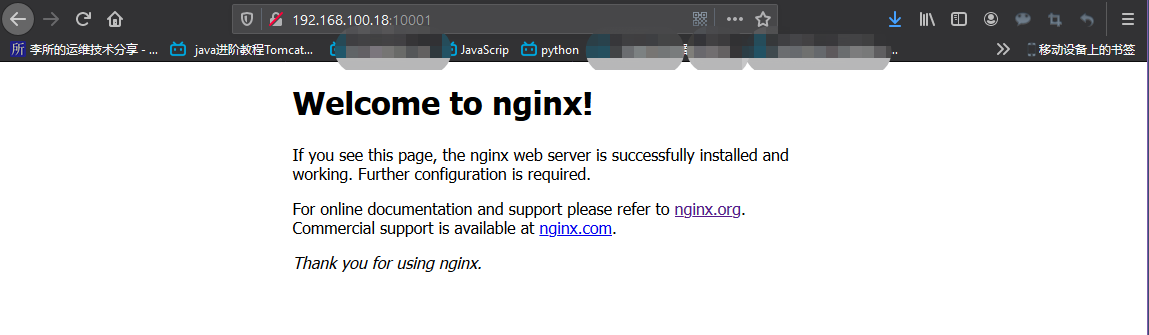 192.168.100.18:10001
所 李所的运维技术分享 - ...
java进阶教程Tomcat...
JavaScrip
python
..
移动设备上的书签
Welcome to nginx!
If you see this page, the nginx web server is successfully installed and
working. Further configuration is required.
For online documentation and support please refer to nginx.org.
Commercial support is available at nginx.com.
Thank you for using nginx.